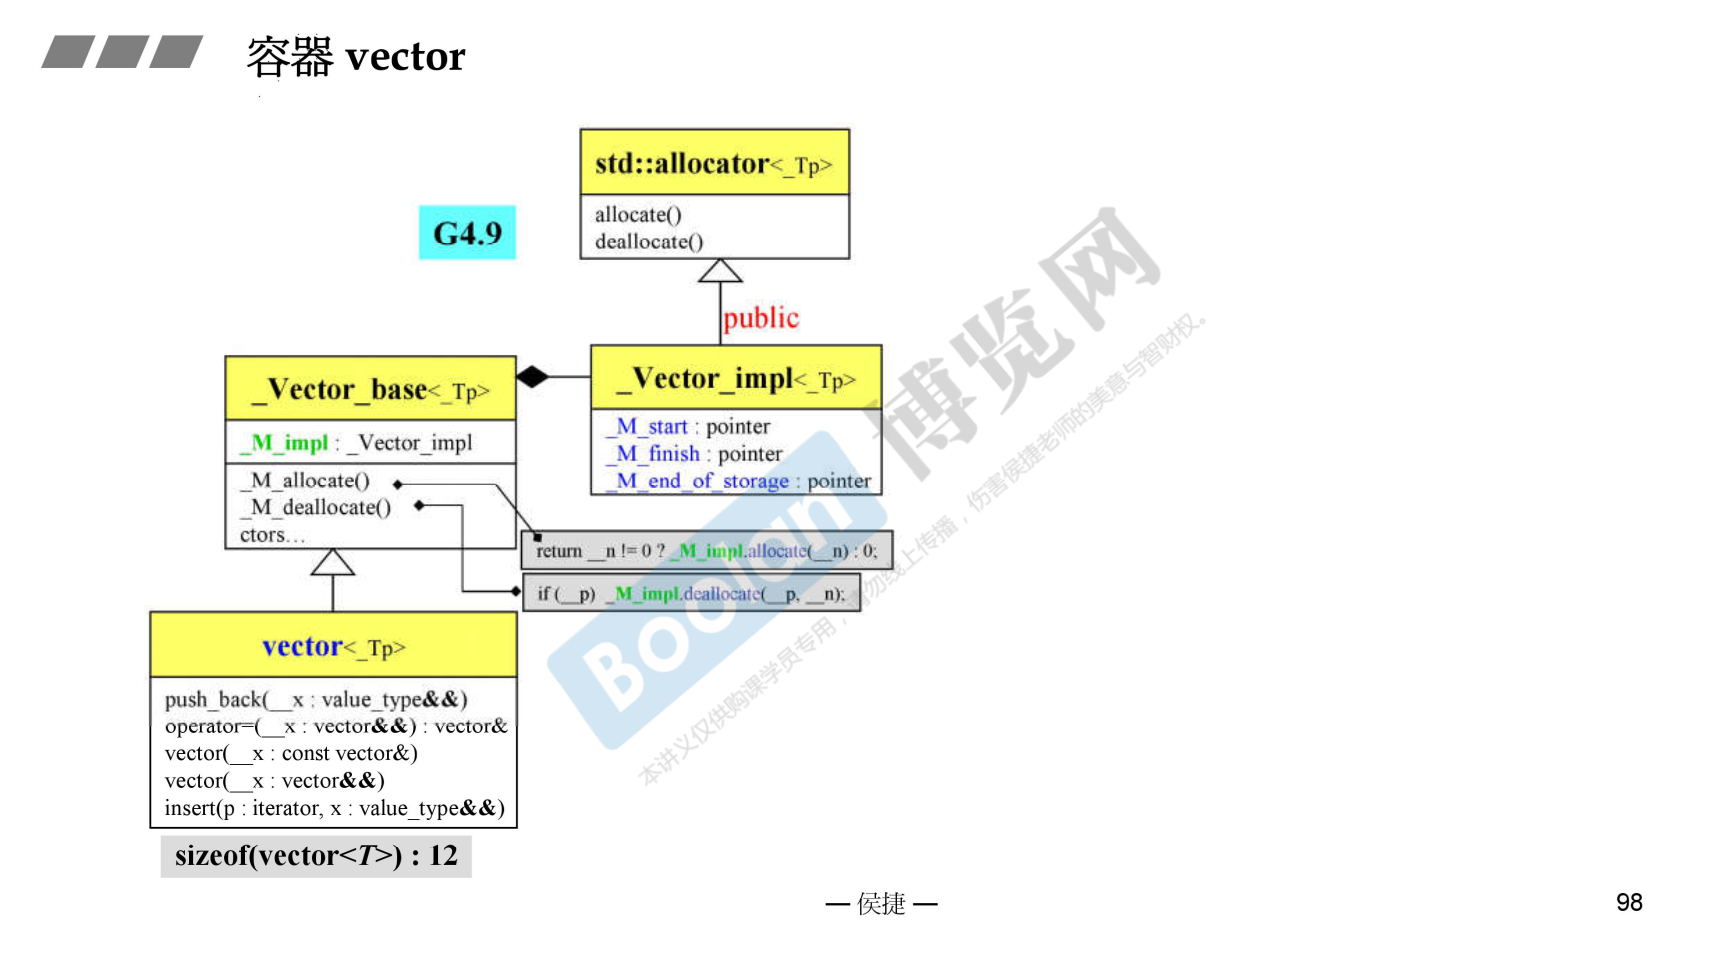 容器 vector
std::allocator<_Tp>
allocate()
deallocate()
G4.9
public
_Vector_base<_Tp>
_M_impl : _Vector_impl
_M_allocate()
_M_deallocate()
ctors…
_Vector_impl<_Tp>
_M_start : pointer
_M_finish : pointer
_M_end_of_storage : pointer
return __n != 0 ? _M_impl.allocate(__n) : 0;
if (__p) _M_impl.deallocate(__p, __n);
vector<_Tp>
push_back(__x : value_type&&)
operator=(__x : vector&&) : vector&
vector(__x : const vector&)
vector(__x : vector&&)
insert(p : iterator, x : value_type&&)
sizeof(vector<T>) : 12
Boolan
博览网
本讲义仅供购课学员专用，请勿线上传播，伤害侯捷老师的美意与智财权。
— 侯捷 —
98